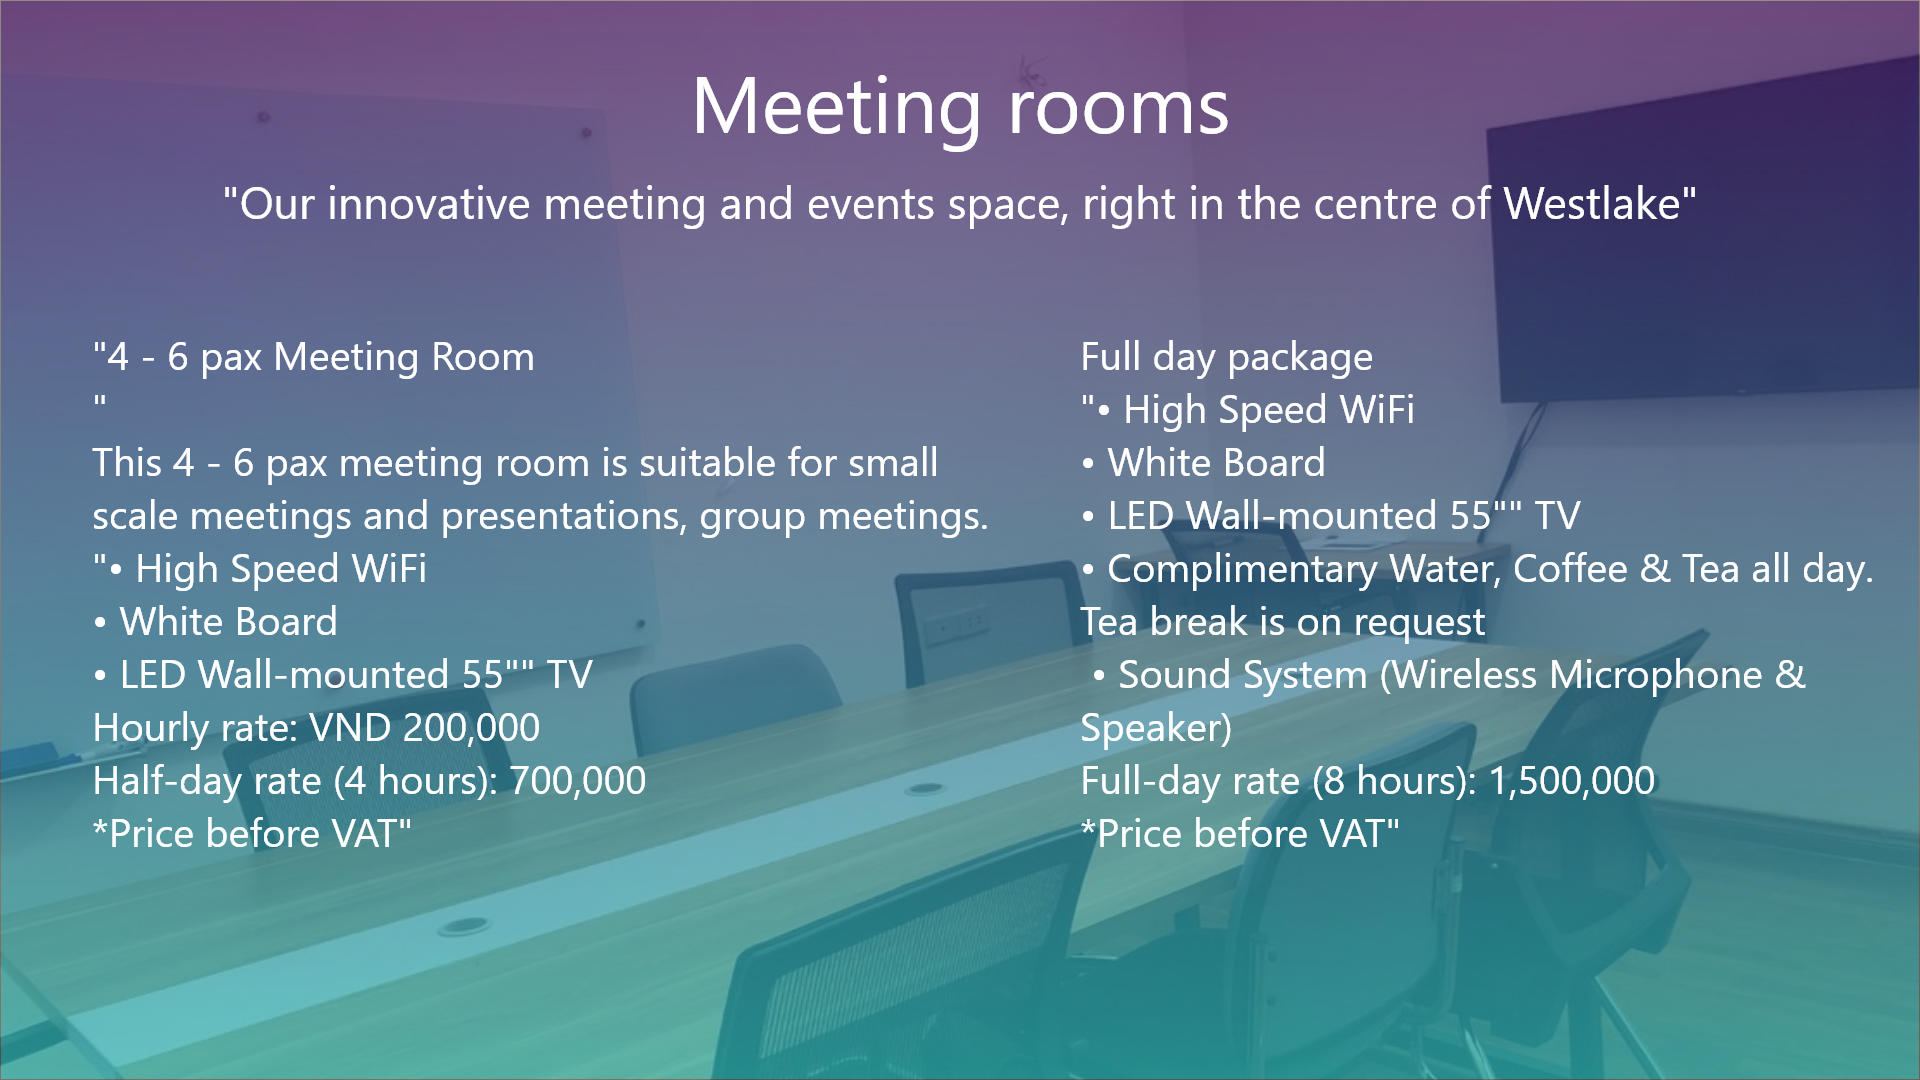 Meeting rooms
"Our innovative meeting and events space, right in the centre of Westlake"
"4 - 6 pax Meeting Room
"
This 4 - 6 pax meeting room is suitable for small
scale meetings and presentations, group meetings.
"• High Speed WiFi
• White Board
• LED Wall-mounted 55"" TV
Hourly rate: VND 200,000
Half-day rate (4 hours): 700,000
*Price before VAT"
Full day package
"• High Speed WiFi
• White Board
• LED Wall-mounted 55"" TV
• Complimentary Water, Coffee & Tea all day.
Tea break is on request
• Sound System (Wireless Microphone &
Speaker)
Full-day rate (8 hours): 1,500,000
*Price before VAT"